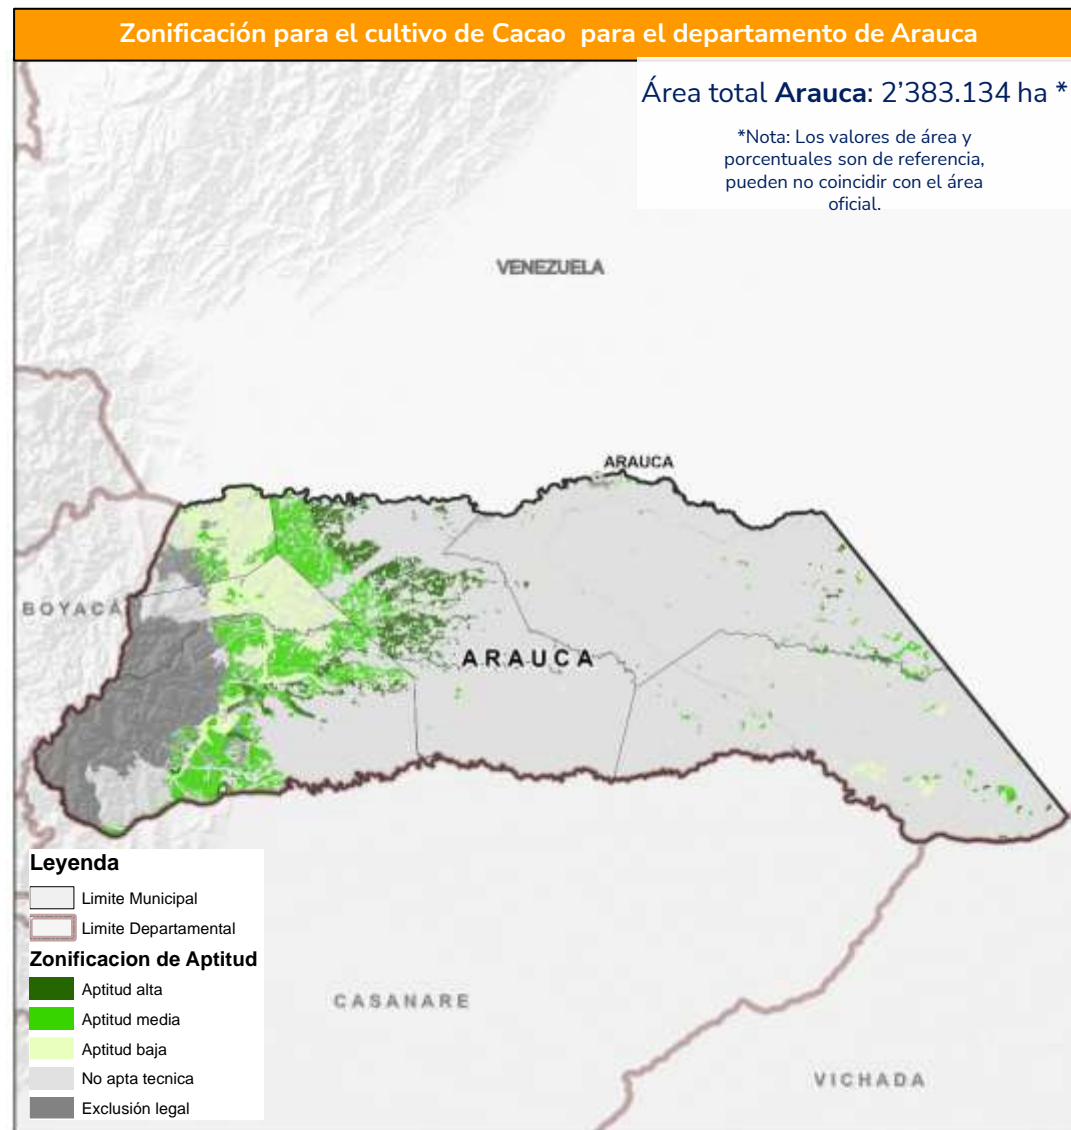 Zonificación para el cultivo de Cacao para el departamento de Arauca
Área total Arauca: 2'383.134 ha *
*Nota: Los valores de área y
porcentuales son de referencia,
pueden no coincidir con el área
oficial.
VENEZUELA
ARAUCA
BOYACÁ
ARAUCA
Leyenda
Limite Municipal
Limite Departamental
Zonificacion de Aptitud
Aptitud alta
Aptitud media
Aptitud baja
No apta tecnica
Exclusión legal
CASANARE
VICHADA